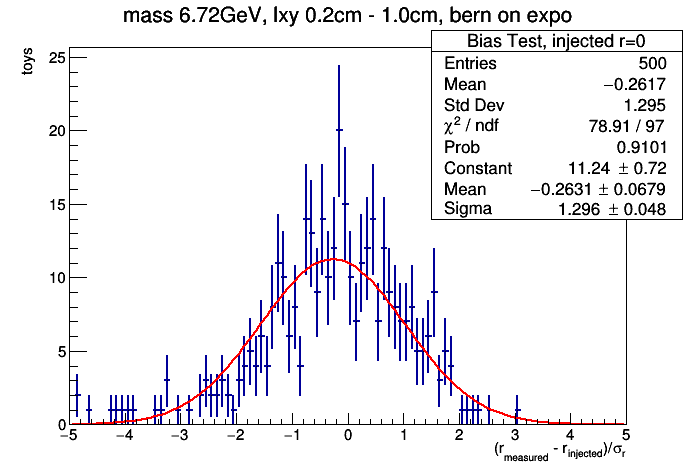 mass 6.72GeV, lxy 0.2cm - 1.0cm, bern on expo
Bias Test, injected r=0
Entries 500
Mean −0.2617
Std Dev 1.295
χ² / ndf 78.91 / 97
Prob 0.9101
Constant 11.24 ± 0.72
Mean −0.2631 ± 0.0679
Sigma 1.296 ± 0.048
toys
25
20
15
10
5
0
−5 −4 −3 −2 −1 0 1 2 3 4 5
(r_measured - r_injected)/σ_r